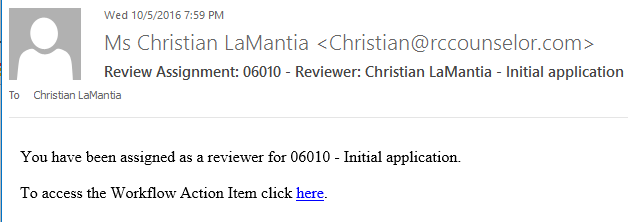 Wed 10/5/2016 7:59 PM
Ms Christian LaMantia <Christian@rccounselor.com>
Review Assignment: 06010 - Reviewer: Christian LaMantia - Initial application
To Christian LaMantia
You have been assigned as a reviewer for 06010 - Initial application.
To access the Workflow Action Item click here.